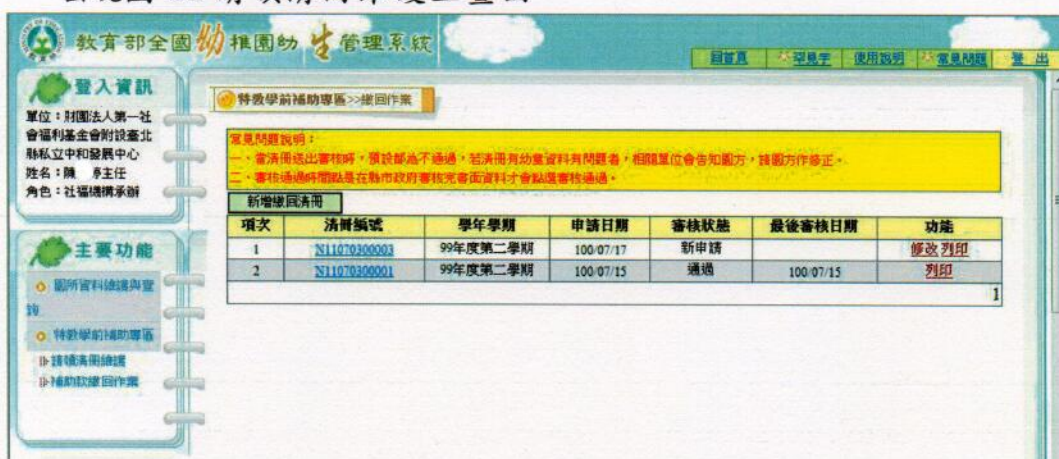 教育部全國幼稚園幼生管理系統
回首頁
罕見字
使用說明
常見問題
登 出
登入資訊
單位：財團法人第一社
會福利基金會附設臺北
縣私立中和發展中心
姓名：陳 亭主任
角色：社福機構承辦
主要功能
園所資料維護與查
詢
特教學前補助專區
請領清冊維護
補助款繳回作業
特教學前補助專區>>繳回作業
常見問題說明：
一、當清冊送出審核時，預設都為不通過，若清冊有幼童資料有問題者，相關單位會告知園方，請園方作修正。
二、審核通過時間點是在縣市政府審核完書面資料才會點選審核通過。
新增繳回清冊
項次 清冊編號 學年學期 申請日期 審核狀態 最後審核日期 功能
1 N11070300003 99年度第二學期 100/07/17 新申請 修改 列印
2 N11070300001 99年度第二學期 100/07/15 通過 100/07/15 列印
1